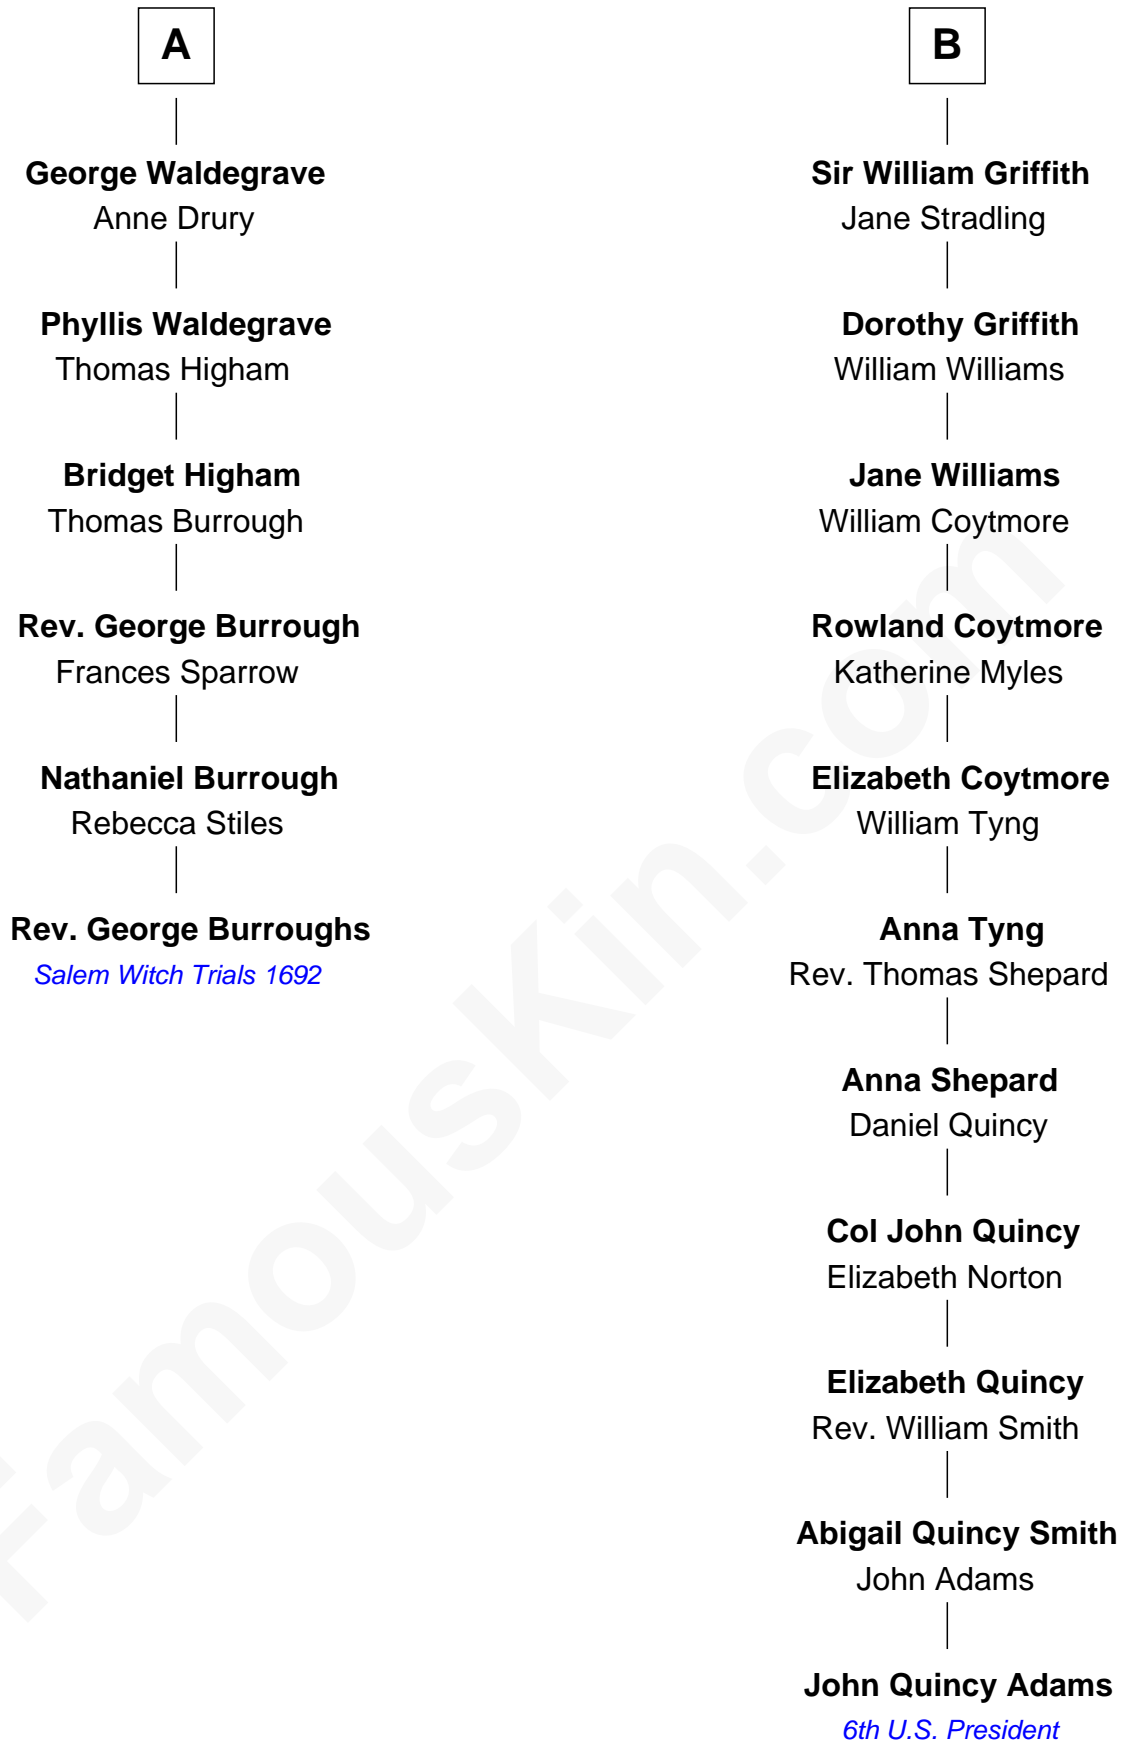 A
George Waldegrave
Anne Drury
Phyllis Waldegrave
Thomas Higham
Bridget Higham
Thomas Burrough
Rev. George Burrough
Frances Sparrow
Nathaniel Burrough
Rebecca Stiles
Rev. George Burroughs
Salem Witch Trials 1692
B
Sir William Griffith
Jane Stradling
Dorothy Griffith
William Williams
Jane Williams
William Coytmore
Rowland Coytmore
Katherine Myles
Elizabeth Coytmore
William Tyng
Anna Tyng
Rev. Thomas Shepard
Anna Shepard
Daniel Quincy
Col John Quincy
Elizabeth Norton
Elizabeth Quincy
Rev. William Smith
Abigail Quincy Smith
John Adams
John Quincy Adams
6th U.S. President
FamousKin.com